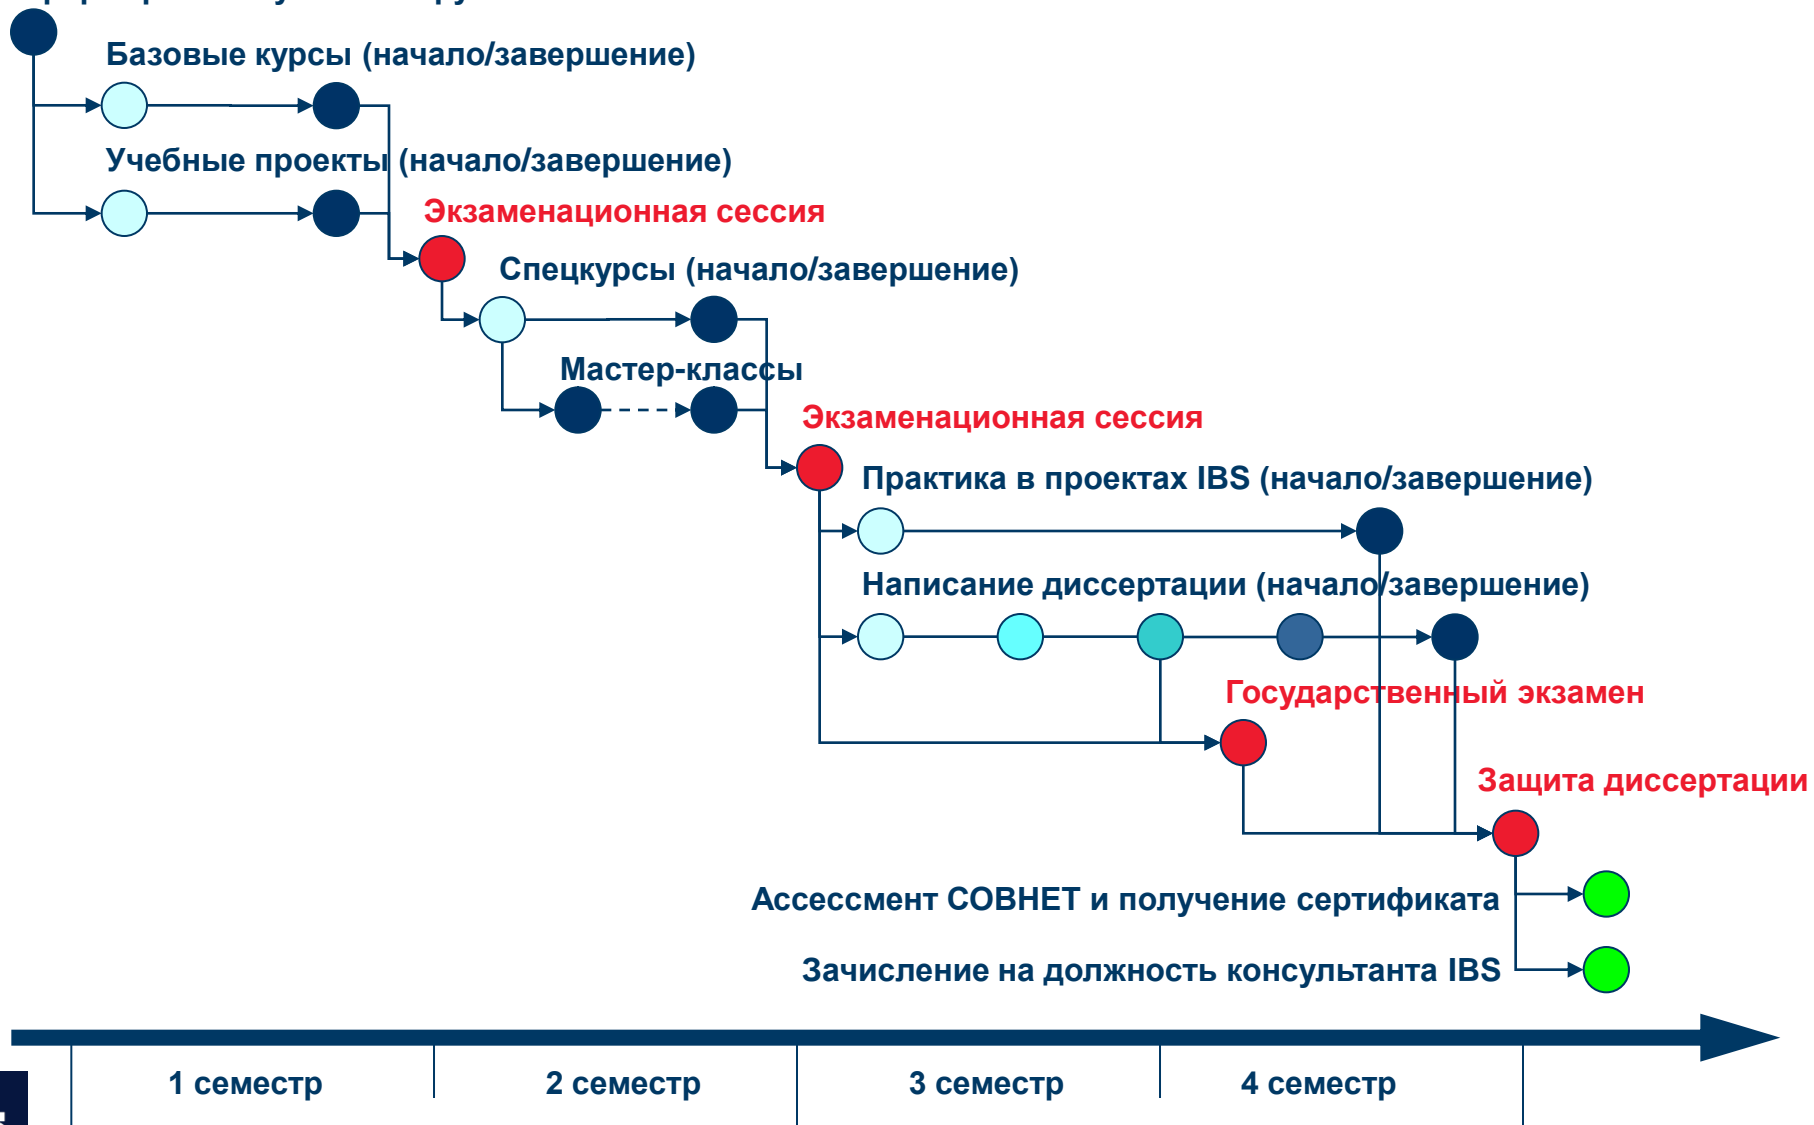 Базовые курсы (начало/завершение)
Учебные проекты (начало/завершение)
Экзаменационная сессия
Спецкурсы (начало/завершение)
Мастер-классы
Экзаменационная сессия
Практика в проектах IBS (начало/завершение)
Написание диссертации (начало/завершение)
Государственный экзамен
Защита диссертации
Ассессмент СОВНЕТ и получение сертификата
Зачисление на должность консультанта IBS
1 семестр
2 семестр
3 семестр
4 семестр